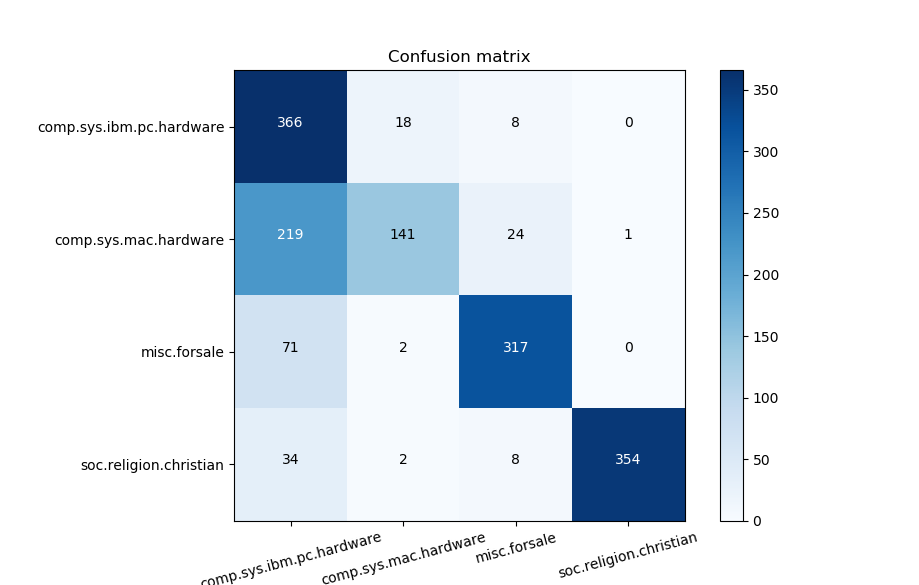 Confusion matrix
comp.sys.ibm.pc.hardware 366 18 8 0
comp.sys.mac.hardware 219 141 24 1
misc.forsale 71 2 317 0
soc.religion.christian 34 2 8 354
comp.sys.ibm.pc.hardware comp.sys.mac.hardware misc.forsale soc.religion.christian
350
300
250
200
150
100
50
0